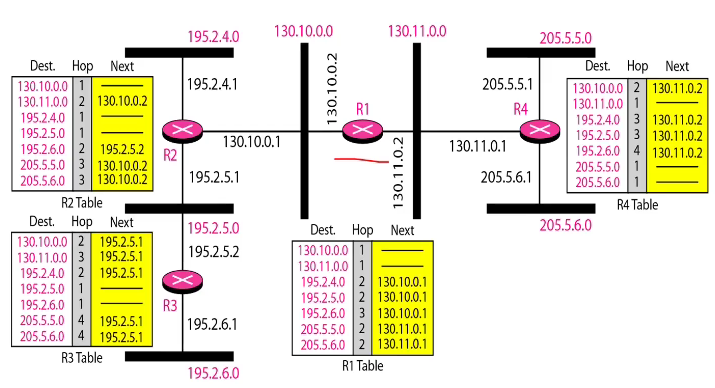 195.2.4.0
130.10.0.0
130.11.0.0
205.5.5.0
Dest. Hop Next
130.10.0.0 1
130.11.0.0 2 130.10.0.2
195.2.4.0 1
195.2.5.0 1
195.2.6.0 2 195.2.5.2
205.5.5.0 3 130.10.0.2
205.5.6.0 3 130.10.0.2
R2 Table
195.2.4.1
R2
130.10.0.1
195.2.5.1
130.10.0.2
R1
130.11.0.2
130.11.0.1
205.5.5.1
R4
205.5.6.1
Dest. Hop Next
130.10.0.0 2 130.11.0.2
130.11.0.0 1
195.2.4.0 3 130.11.0.2
195.2.5.0 3 130.11.0.2
195.2.6.0 4 130.11.0.2
205.5.5.0 1
205.5.6.0 1
R4 Table
195.2.5.0
205.5.6.0
Dest. Hop Next
130.10.0.0 2 195.2.5.1
130.11.0.0 3 195.2.5.1
195.2.4.0 2 195.2.5.1
195.2.5.0 1
195.2.6.0 1
205.5.5.0 4 195.2.5.1
205.5.6.0 4 195.2.5.1
R3 Table
195.2.5.2
R3
195.2.6.1
195.2.6.0
Dest. Hop Next
130.10.0.0 1
130.11.0.0 1
195.2.4.0 2 130.10.0.1
195.2.5.0 2 130.10.0.1
195.2.6.0 3 130.10.0.1
205.5.5.0 2 130.11.0.1
205.5.6.0 2 130.11.0.1
R1 Table